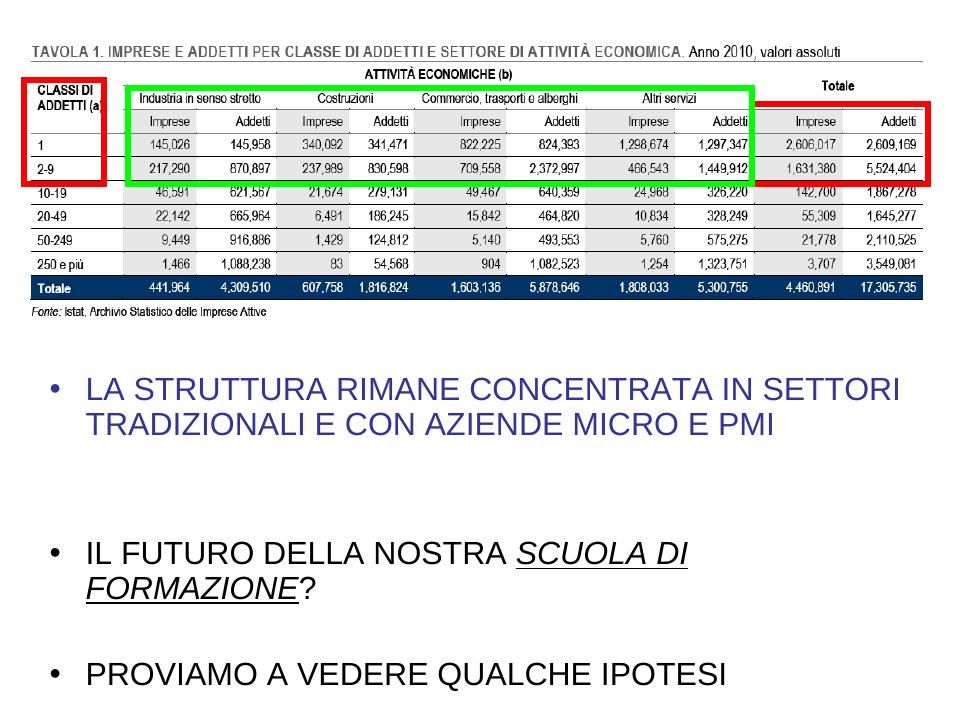 TAVOLA 1. IMPRESE E ADDETTI PER CLASSE DI ADDETTI E SETTORE DI ATTIVITÀ ECONOMICA. Anno 2010, valori assoluti
CLASSI DI ADDETTI (a) ATTIVITÀ ECONOMICHE (b) Totale
Industria in senso stretto Costruzioni Commercio, trasporti e alberghi Altri servizi
Imprese Addetti Imprese Addetti Imprese Addetti Imprese Addetti Imprese Addetti
1 145,026 145,958 340,092 341,471 822,225 824,393 1,298,674 1,297,347 2,606,017 2,609,169
2-9 217,290 870,897 237,989 830,598 709,558 2,372,997 466,543 1,449,912 1,631,380 5,524,404
10-19 46,591 621,567 21,674 279,131 49,467 640,359 24,968 326,220 142,700 1,867,278
20-49 22,142 665,964 6,491 186,245 15,842 464,820 10,834 328,249 55,309 1,645,277
50-249 9,449 916,886 1,429 124,812 5,140 493,553 5,760 575,275 21,778 2,110,525
250 e più 1,466 1,088,238 83 54,568 904 1,082,523 1,254 1,323,751 3,707 3,549,081
Totale 441,964 4,309,510 607,758 1,816,824 1,603,136 5,878,646 1,808,033 5,300,755 4,460,891 17,305,735
Fonte: Istat, Archivio Statistico delle Imprese Attive
• LA STRUTTURA RIMANE CONCENTRATA IN SETTORI
TRADIZIONALI E CON AZIENDE MICRO E PMI
• IL FUTURO DELLA NOSTRA SCUOLA DI
FORMAZIONE?
• PROVIAMO A VEDERE QUALCHE IPOTESI